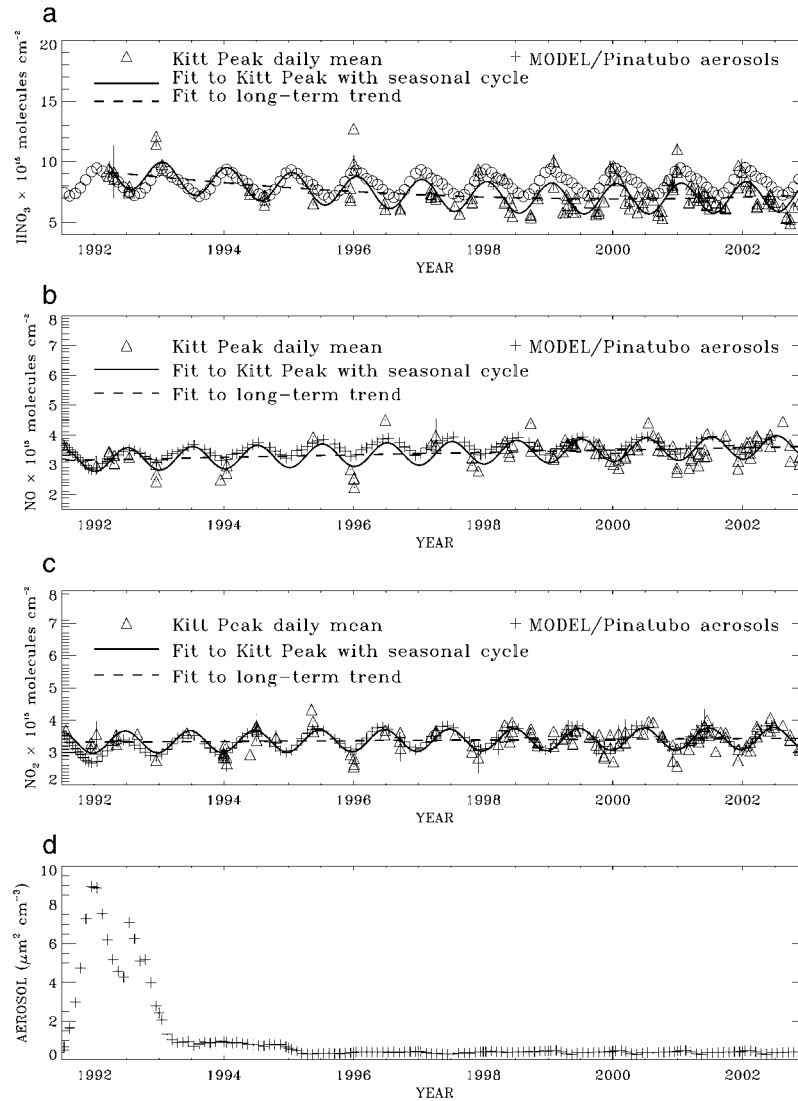 a
20
15
10
5
△ Kitt Peak daily mean + MODEL/Pinatubo aerosols
Fit to Kitt Peak with seasonal cycle
Fit to long-term trend
HNO3 × 10^15 molecules cm^-2
1992 1994 1996 1998 2000 2002
YEAR
b
8
7
6
5
4
3
2
△ Kitt Peak daily mean + MODEL/Pinatubo aerosols
Fit to Kitt Peak with seasonal cycle
Fit to long-term trend
NO × 10^15 molecules cm^-2
1992 1994 1996 1998 2000 2002
YEAR
c
8
7
6
5
4
3
2
△ Kitt Peak daily mean + MODEL/Pinatubo aerosols
Fit to Kitt Peak with seasonal cycle
Fit to long-term trend
NO2 × 10^15 molecules cm^-2
1992 1994 1996 1998 2000 2002
YEAR
d
10
8
6
4
2
0
AEROSOL (μm^2 cm^-3)
1992 1994 1996 1998 2000 2002
YEAR